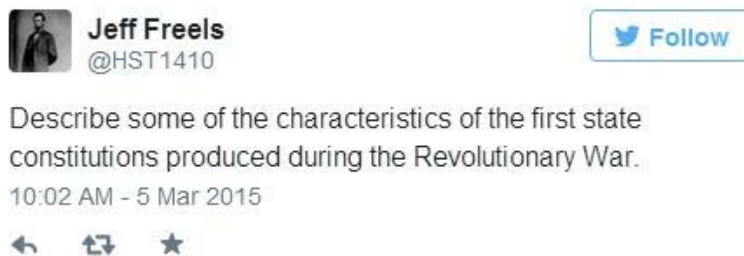 Jeff Freels
Follow
@HST1410
Describe some of the characteristics of the first state
constitutions produced during the Revolutionary War.
10:02 AM - 5 Mar 2015